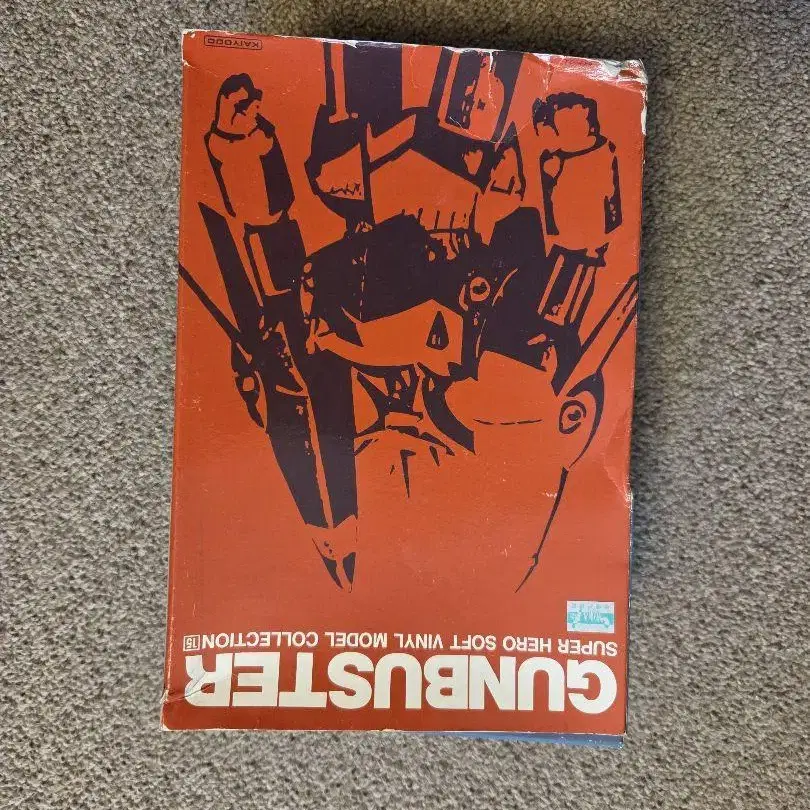 GUNBUSTER
SUPER HERO SOFT VINYL MODEL COLLECTION 15
KAIYODO